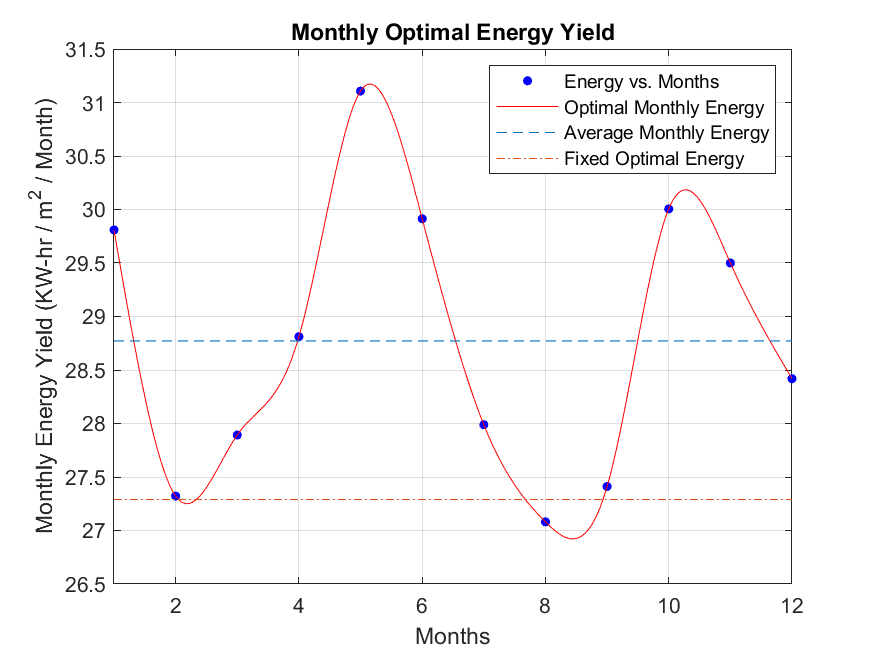 Monthly Optimal Energy Yield
31.5
31
30.5
30
29.5
29
28.5
28
27.5
27
26.5
Monthly Energy Yield (KW-hr / m² / Month)
Energy vs. Months
Optimal Monthly Energy
Average Monthly Energy
Fixed Optimal Energy
2 4 6 8 10 12
Months